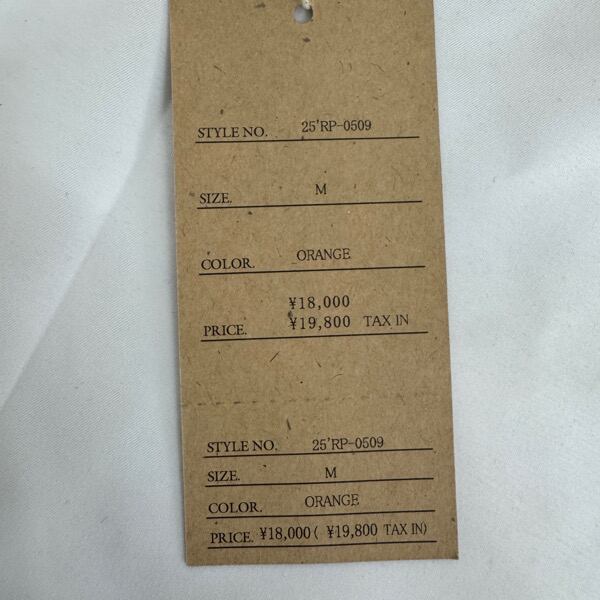 STYLE NO. 25'RP-0509
SIZE. M
COLOR. ORANGE
¥18,000
PRICE. ¥19,800 TAX IN
STYLE NO. 25'RP-0509
SIZE. M
COLOR. ORANGE
PRICE. ¥18,000 ( ¥19,800 TAX IN)